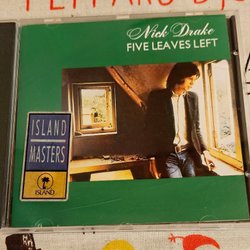 Nick Drake
FIVE LEAVES LEFT
ISLAND
MASTERS
ISLAND